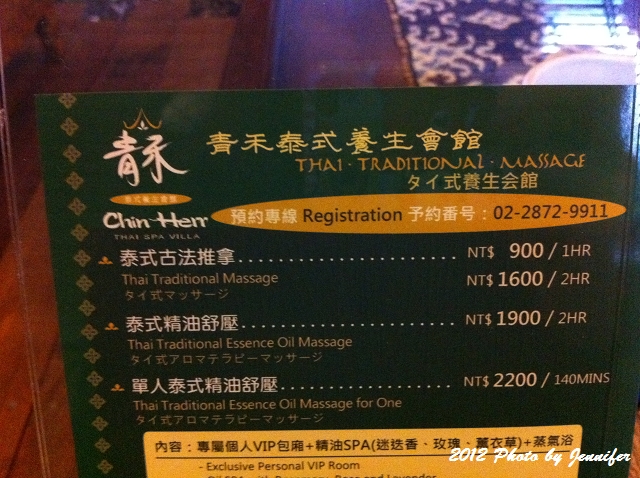 青禾
泰式養生會館
Chin Herr
THAI SPA VILLA
青禾泰式養生會館
THAI · TRADITIONAL · MASSAGE
タイ式養生会館
預約專線 Registration 予約番号：02-2872-9911
泰式古法推拿........................ NT$ 900 / 1HR
Thai Traditional Massage NT$ 1600 / 2HR
タイ式マッサージ
泰式精油舒壓........................ NT$ 1900 / 2HR
Thai Traditional Essence Oil Massage
タイ式アロマテラピーマッサージ
單人泰式精油舒壓.................... NT$ 2200 / 140MINS
Thai Traditional Essence Oil Massage for One
タイ式アロマテラピーマッサージ
內容：專屬個人VIP包廂+精油SPA(迷迭香、玫瑰、薰衣草)+蒸氣浴
- Exclusive Personal VIP Room
2012 Photo by Jennifer